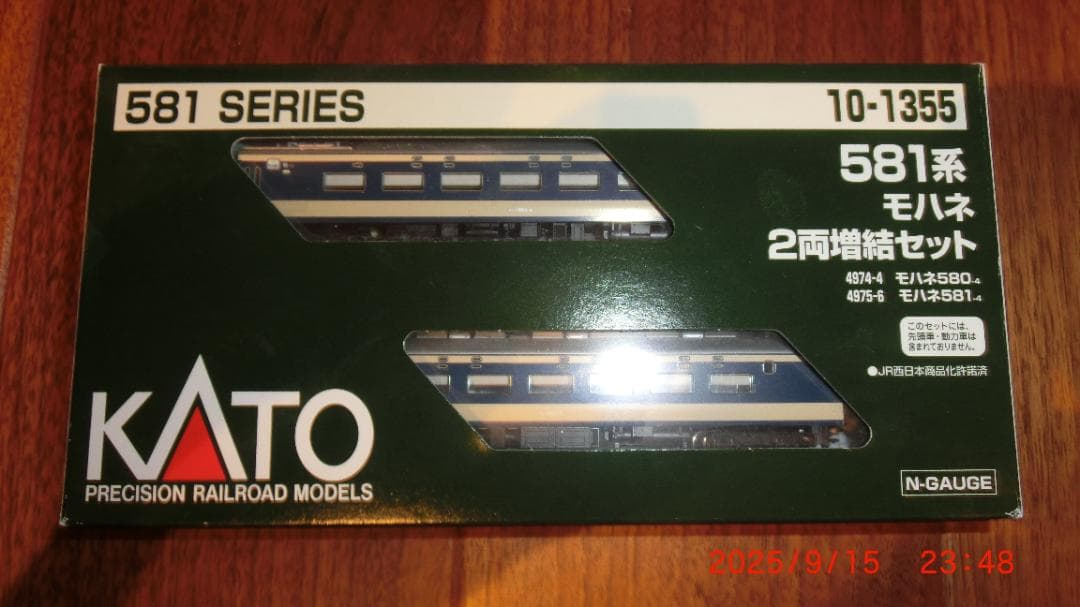 581 SERIES
10-1355
581系
モハネ
2両増結セット
4974-4 モハネ580-4
4975-6 モハネ581-4
このセットには、
先頭車・動力車は
含まれておりません。
●JR西日本商品化許諾済
KATO
PRECISION RAILROAD MODELS
N-GAUGE
2025/9/15 23:48